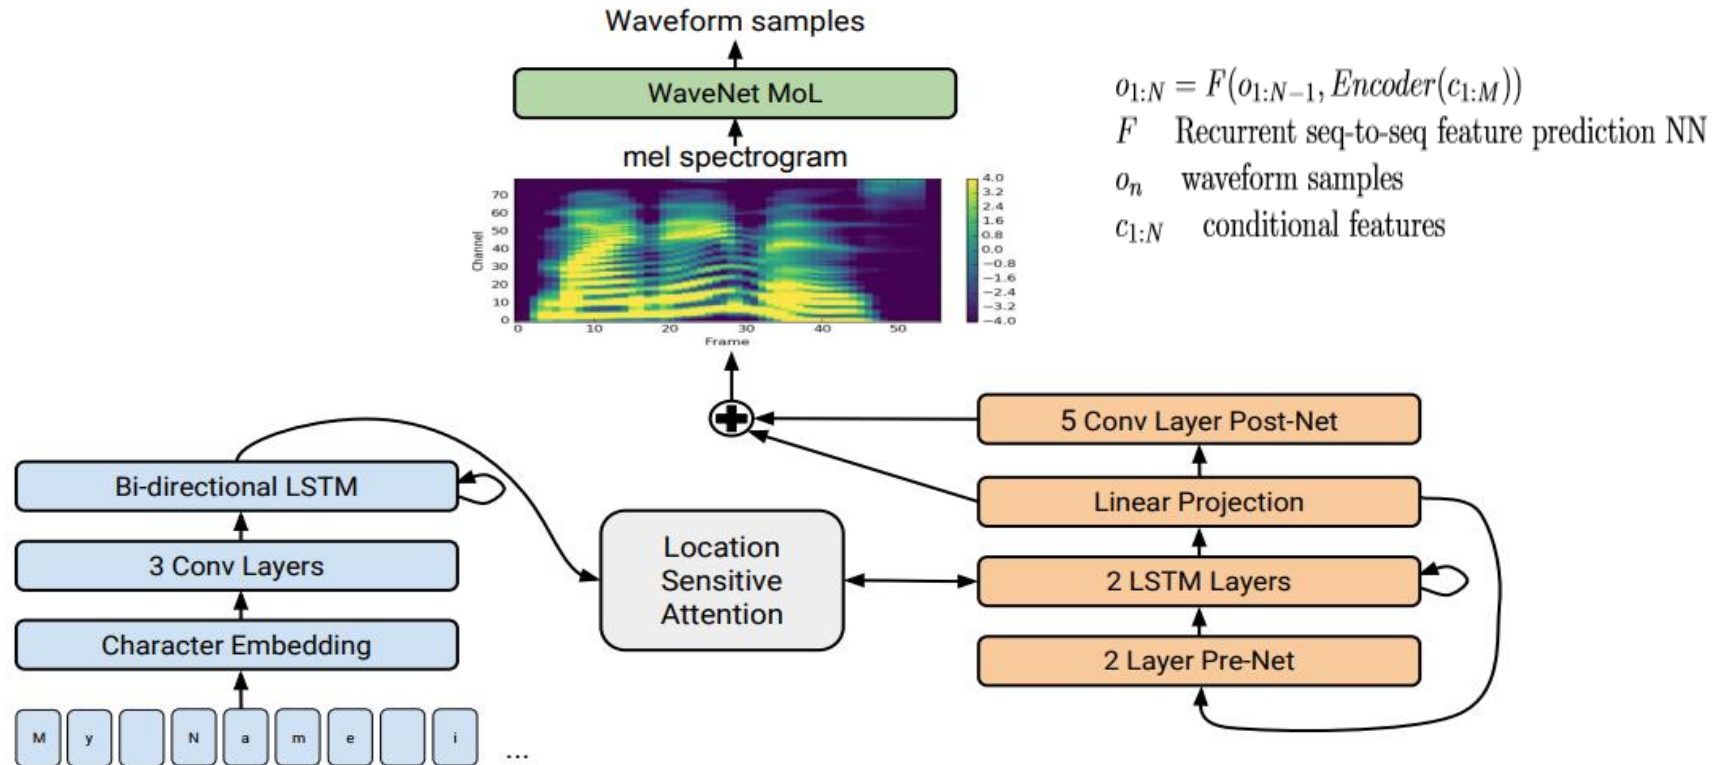 Waveform samples
WaveNet MoL
mel spectrogram
70
60
50
40
30
20
10
0
Channel
0 10 20 30 40 50
Frame
4.0
3.2
2.4
1.6
0.8
0.0
−0.8
−1.6
−2.4
−3.2
−4.0
o₁:N = F(o₁:N−1, Encoder(c₁:M))
F Recurrent seq-to-seq feature prediction NN
oₙ waveform samples
c₁:N conditional features
Bi-directional LSTM
3 Conv Layers
Character Embedding
M y N a m e i ...
Location
Sensitive
Attention
5 Conv Layer Post-Net
Linear Projection
2 LSTM Layers
2 Layer Pre-Net